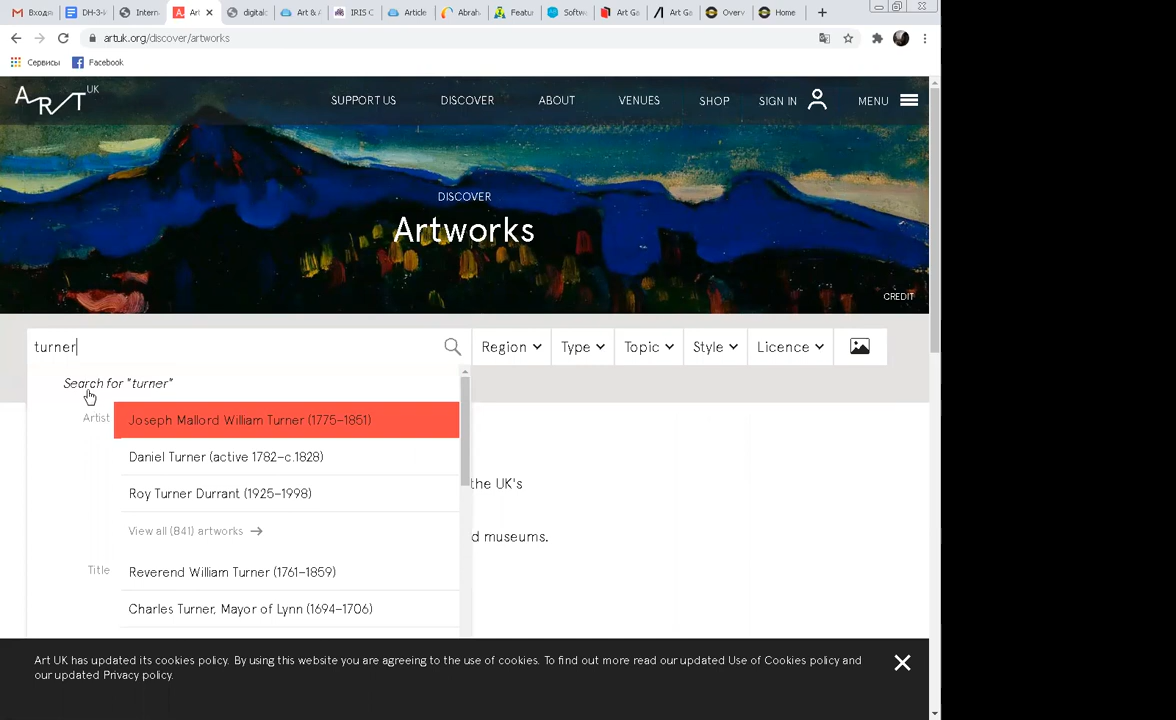 Входя
DH-3-I
Intern
Art
digital
Art & A
IRIS C
Article
Abrah
Featu
Softw
Art Ga
Art Ga
Overv
Home
artuk.org/discover/artworks
Сервисы
Facebook
ART UK
SUPPORT US
DISCOVER
ABOUT
VENUES
SHOP
SIGN IN
MENU
DISCOVER
Artworks
CREDIT
turner
Region
Type
Topic
Style
Licence
Search for "turner"
Artist
Joseph Mallord William Turner (1775–1851)
Daniel Turner (active 1782–c.1828)
the UK's
Roy Turner Durrant (1925–1998)
View all (841) artworks
d museums.
Title
Reverend William Turner (1761–1859)
Charles Turner, Mayor of Lynn (1694–1706)
Art UK has updated its cookies policy. By using this website you are agreeing to the use of cookies. To find out more read our updated Use of Cookies policy and
our updated Privacy policy.